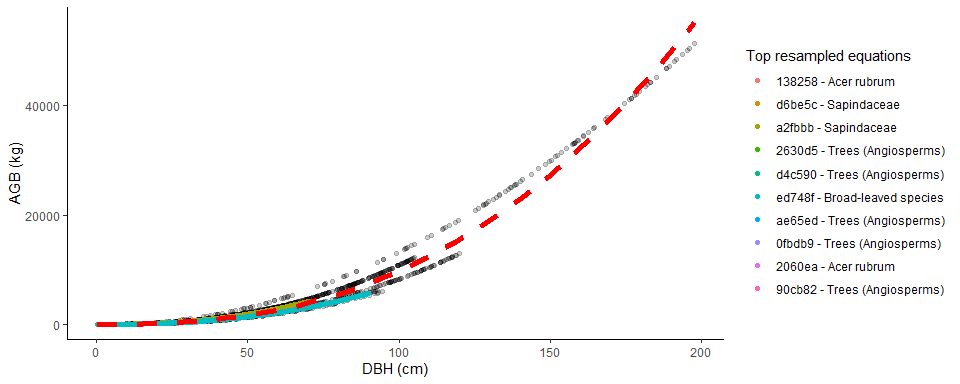 40000
20000
0
AGB (kg)
0
50
100
150
200
DBH (cm)
Top resampled equations
138258 - Acer rubrum
d6be5c - Sapindaceae
a2fbbb - Sapindaceae
2630d5 - Trees (Angiosperms)
d4c590 - Trees (Angiosperms)
ed748f - Broad-leaved species
ae65ed - Trees (Angiosperms)
0fbdb9 - Trees (Angiosperms)
2060ea - Acer rubrum
90cb82 - Trees (Angiosperms)